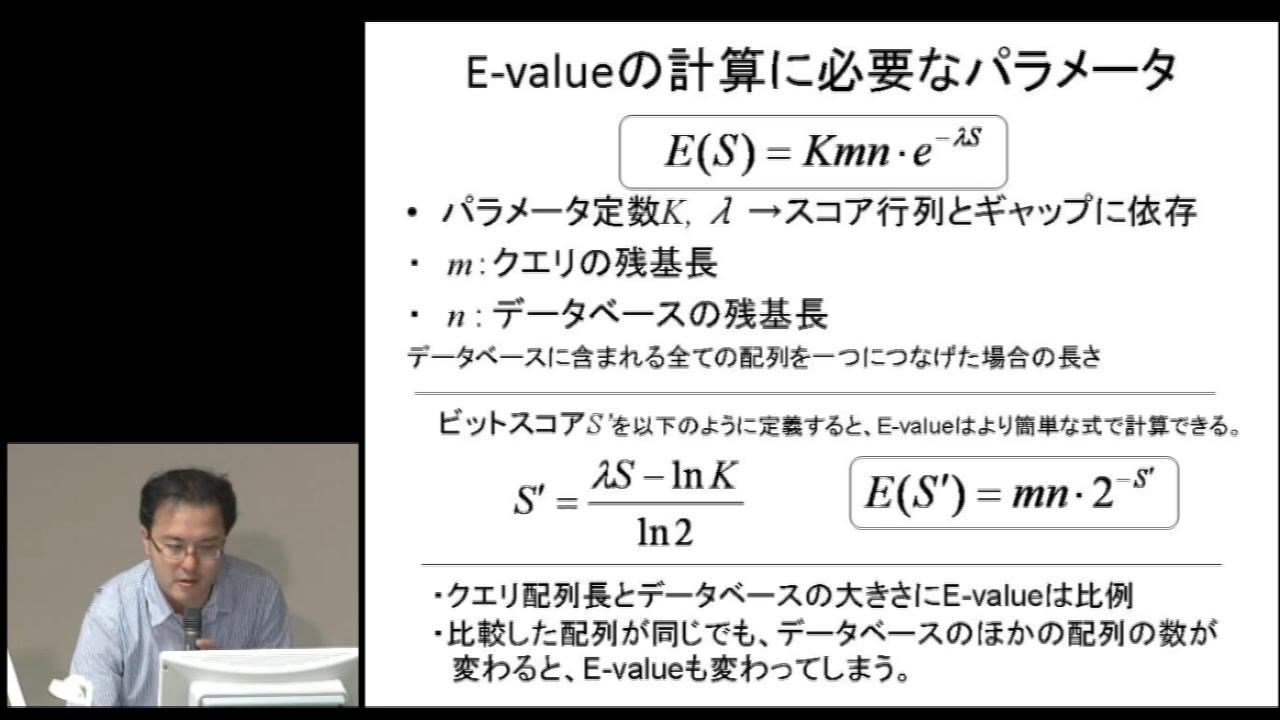 E-valueの計算に必要なパラメータ
E(S) = Kmn · e^{-λS}
• パラメータ定数K, λ →スコア行列とギャップに依存
・ m : クエリの残基長
・ n : データベースの残基長
データベースに含まれる全ての配列を一つにつなげた場合の長さ
ビットスコアS'を以下のように定義すると、E-valueはより簡単な式で計算できる。
S' = (λS − ln K) / ln 2
E(S') = mn · 2^{-S'}
・クエリ配列長とデータベースの大きさにE-valueは比例
・比較した配列が同じでも、データベースのほかの配列の数が
変わると、E-valueも変わってしまう。